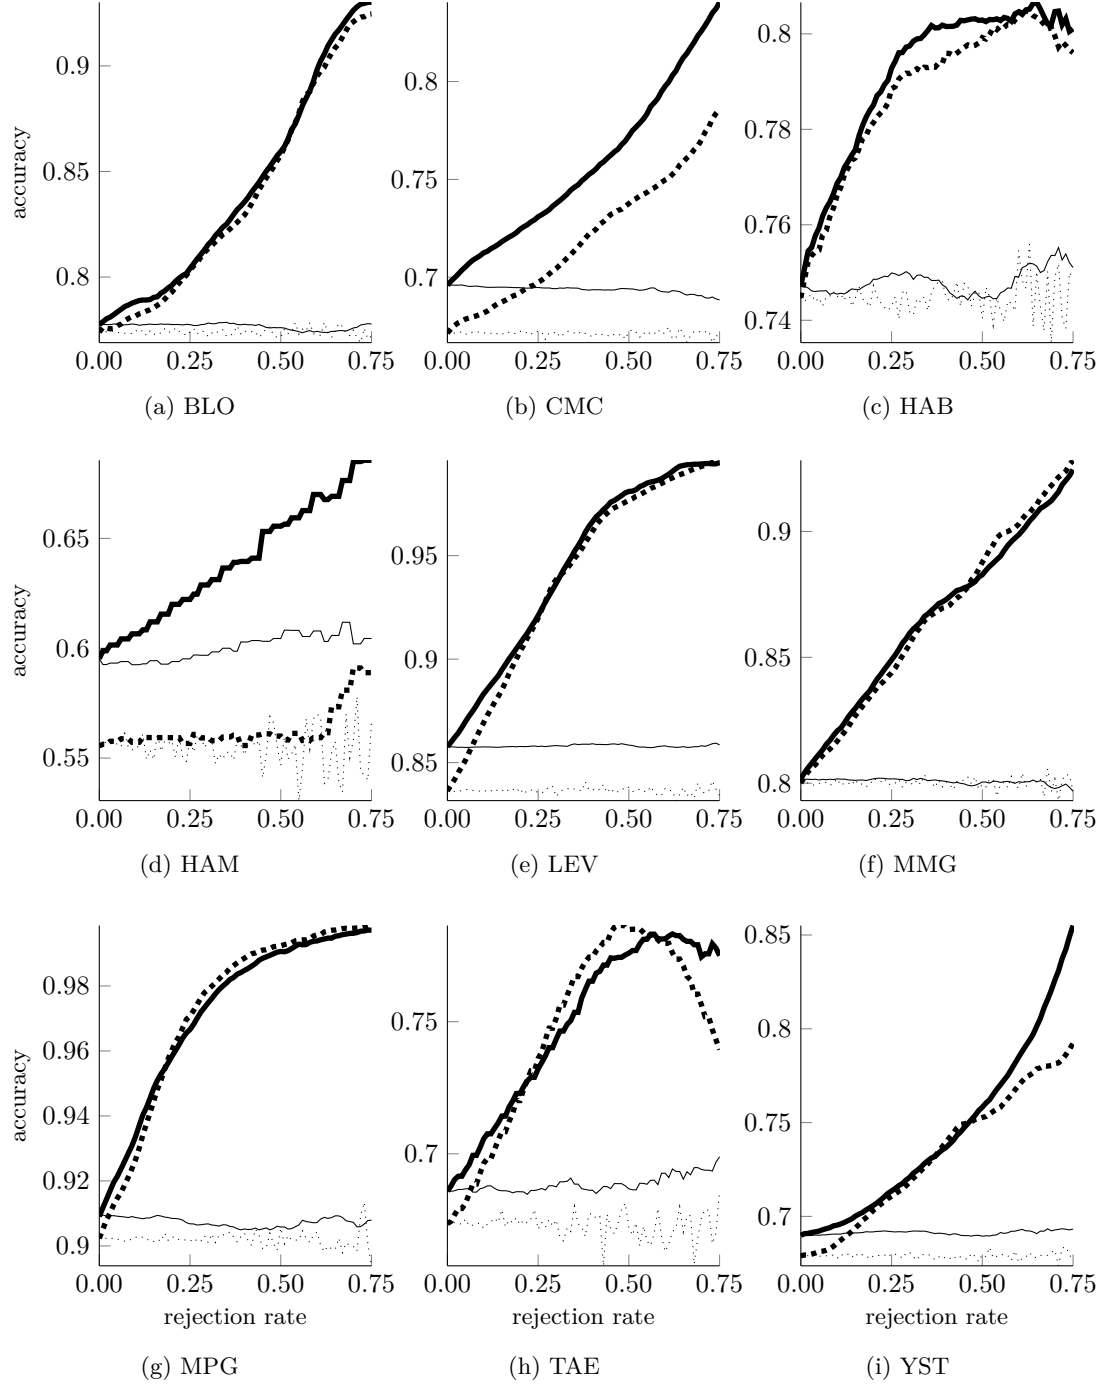 0.9
0.85
0.8
accuracy
0.00 0.25 0.50 0.75
(a) BLO
0.8
0.75
0.7
0.00 0.25 0.50 0.75
(b) CMC
0.8
0.78
0.76
0.74
0.00 0.25 0.50 0.75
(c) HAB
0.65
0.6
0.55
accuracy
0.00 0.25 0.50 0.75
(d) HAM
0.95
0.9
0.85
0.00 0.25 0.50 0.75
(e) LEV
0.9
0.85
0.8
0.00 0.25 0.50 0.75
(f) MMG
0.98
0.96
0.94
0.92
0.9
accuracy
0.00 0.25 0.50 0.75
rejection rate
(g) MPG
0.75
0.7
0.00 0.25 0.50 0.75
rejection rate
(h) TAE
0.85
0.8
0.75
0.7
0.00 0.25 0.50 0.75
rejection rate
(i) YST